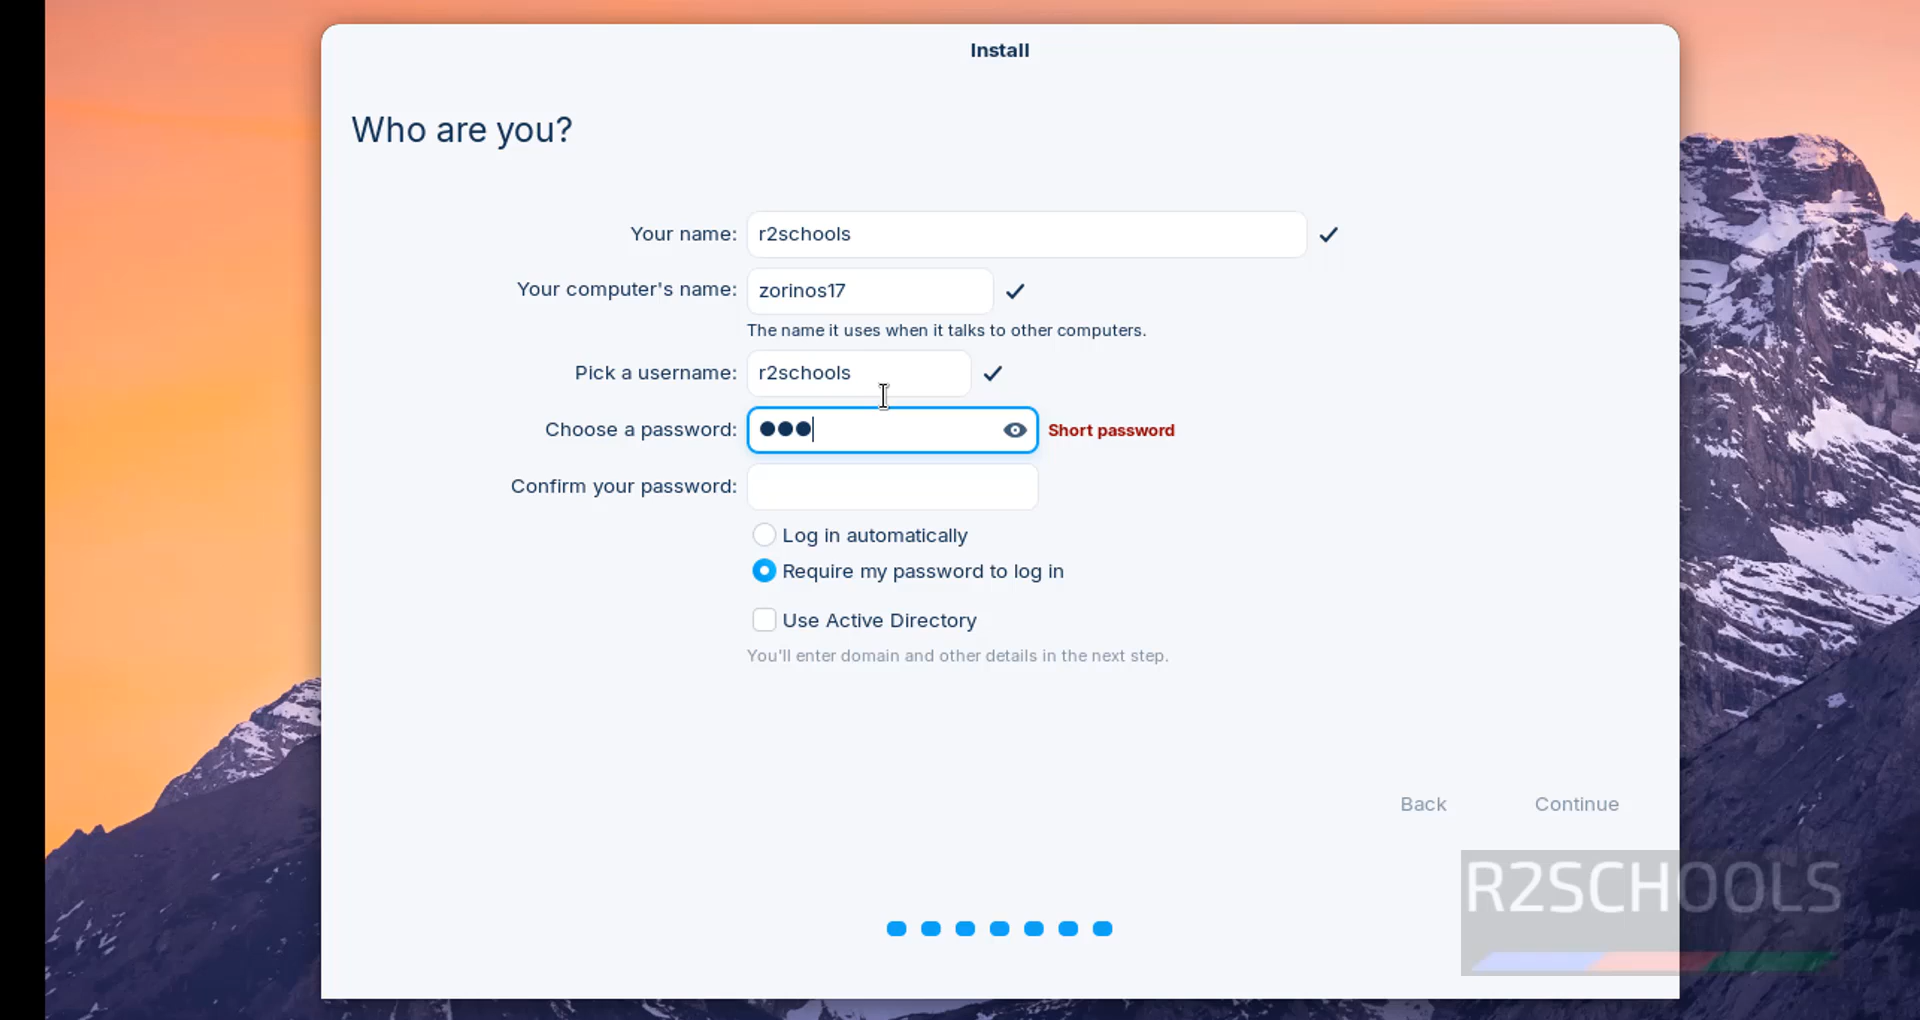 Install
Who are you?
Your name: r2schools
Your computer's name: zorinos17
The name it uses when it talks to other computers.
Pick a username: r2schools
Choose a password: ●●● Short password
Confirm your password:
Log in automatically
Require my password to log in
Use Active Directory
You'll enter domain and other details in the next step.
Back Continue
R2SCHOOLS